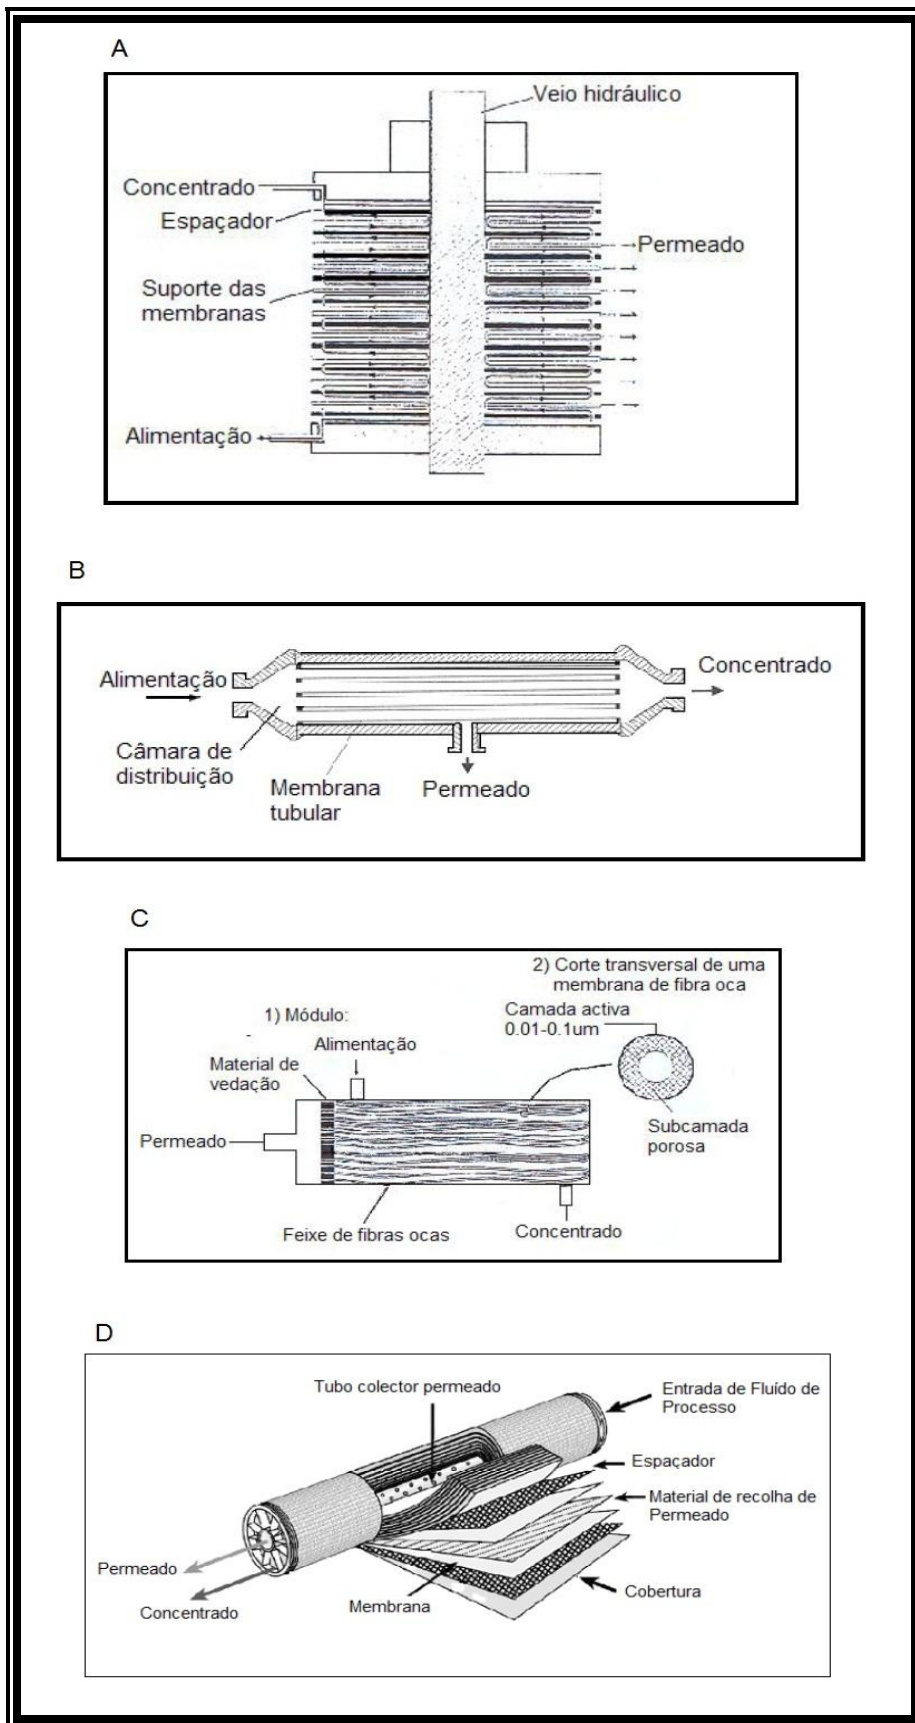 A
Veio hidráulico
Concentrado
Espaçador
Permeado
Suporte das
membranas
Alimentação
B
Alimentação
Concentrado
Câmara de
distribuição
Membrana
tubular
Permeado
C
2) Corte transversal de uma
membrana de fibra oca
1) Módulo:
Camada activa
0.01-0.1um
Alimentação
Material de
vedação
Permeado
Subcamada
porosa
Feixe de fibras ocas
Concentrado
D
Tubo colector permeado
Entrada de Fluído de
Processo
Espaçador
Material de recolha de
Permeado
Permeado
Concentrado
Membrana
Cobertura